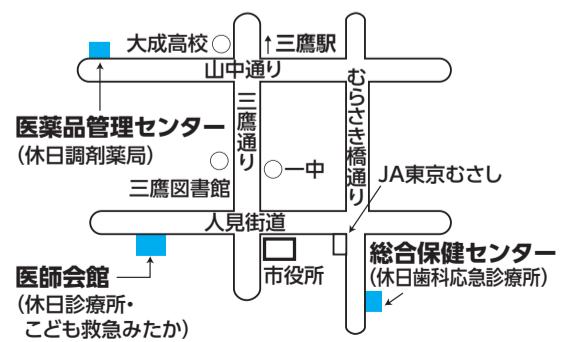 大成高校
↑三鷹駅
山中通り
医薬品管理センター
(休日調剤薬局)
三鷹通り
むらさき橋通り
一中
三鷹図書館
JA東京むさし
人見街道
市役所
総合保健センター
(休日歯科応急診療所)
医師会館
(休日診療所・
こども救急みたか)